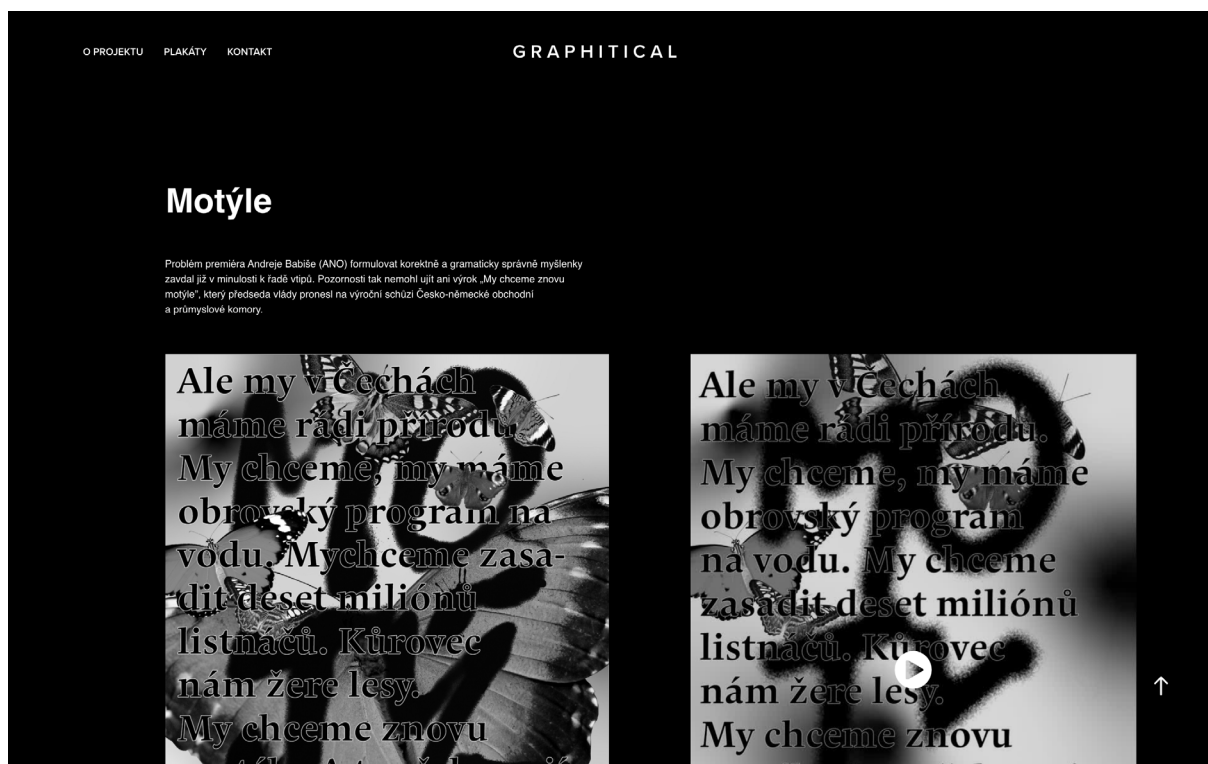 O PROJEKTU
PLAKÁTY
KONTAKT
GRAPHITICAL
Motýle
Problém premiéra Andreje Babiše (ANO) formulovat korektně a gramaticky správně myšlenky
zavdal již v minulosti k řadě vtipů. Pozornosti tak nemohl ujít ani výrok „My chceme znovu
motýle", který předseda vlády pronesl na výroční schůzi Česko-německé obchodní
a průmyslové komory.
Ale my v Čechách
máme rádi přírodu.
My chceme, my máme
obrovský program na
vodu. Mychceme zasa-
dit deset miliónů
listnáčů. Kůrovec
nám žere lesy.
My chceme znovu
Ale my v Čechách
máme rádi přírodu.
My chceme, my máme
obrovský program
na vodu. My chceme
zasadit deset miliónů
listnáčů. Kůrovec
nám žere lesy.
My chceme znovu